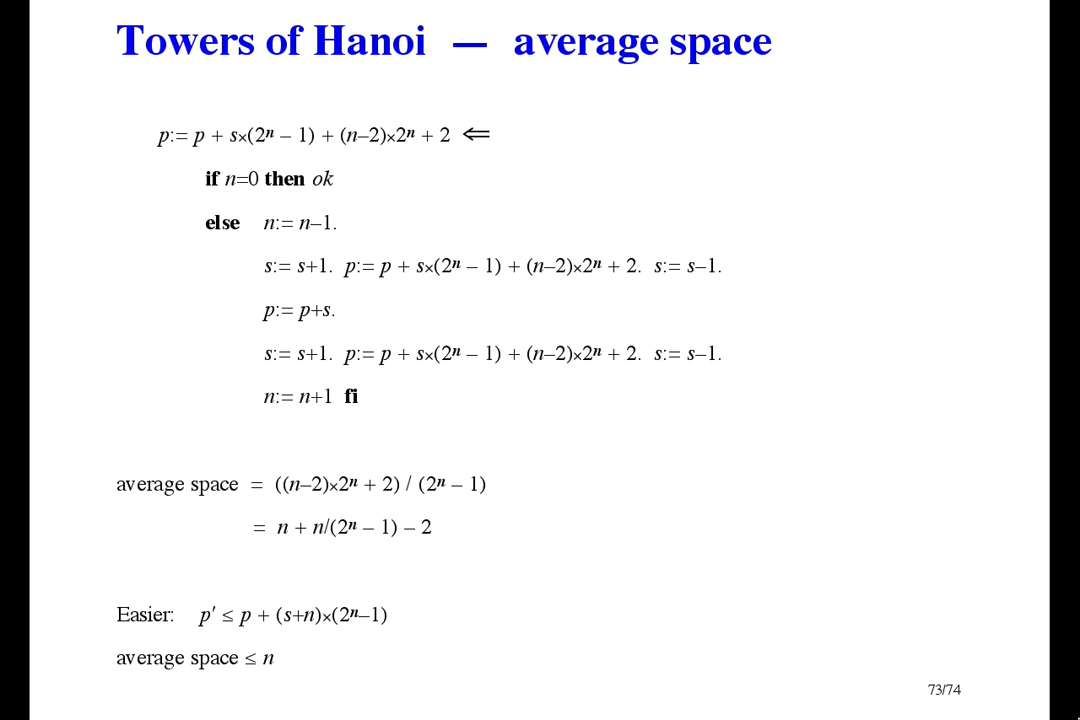 Towers of Hanoi — average space
p:= p + s×(2ⁿ – 1) + (n–2)×2ⁿ + 2 ⇐
if n=0 then ok
else n:= n–1.
s:= s+1. p:= p + s×(2ⁿ – 1) + (n–2)×2ⁿ + 2. s:= s–1.
p:= p+s.
s:= s+1. p:= p + s×(2ⁿ – 1) + (n–2)×2ⁿ + 2. s:= s–1.
n:= n+1 fi
average space = ((n–2)×2ⁿ + 2) / (2ⁿ – 1)
= n + n/(2ⁿ – 1) – 2
Easier: p′ ≤ p + (s+n)×(2ⁿ–1)
average space ≤ n
73/74